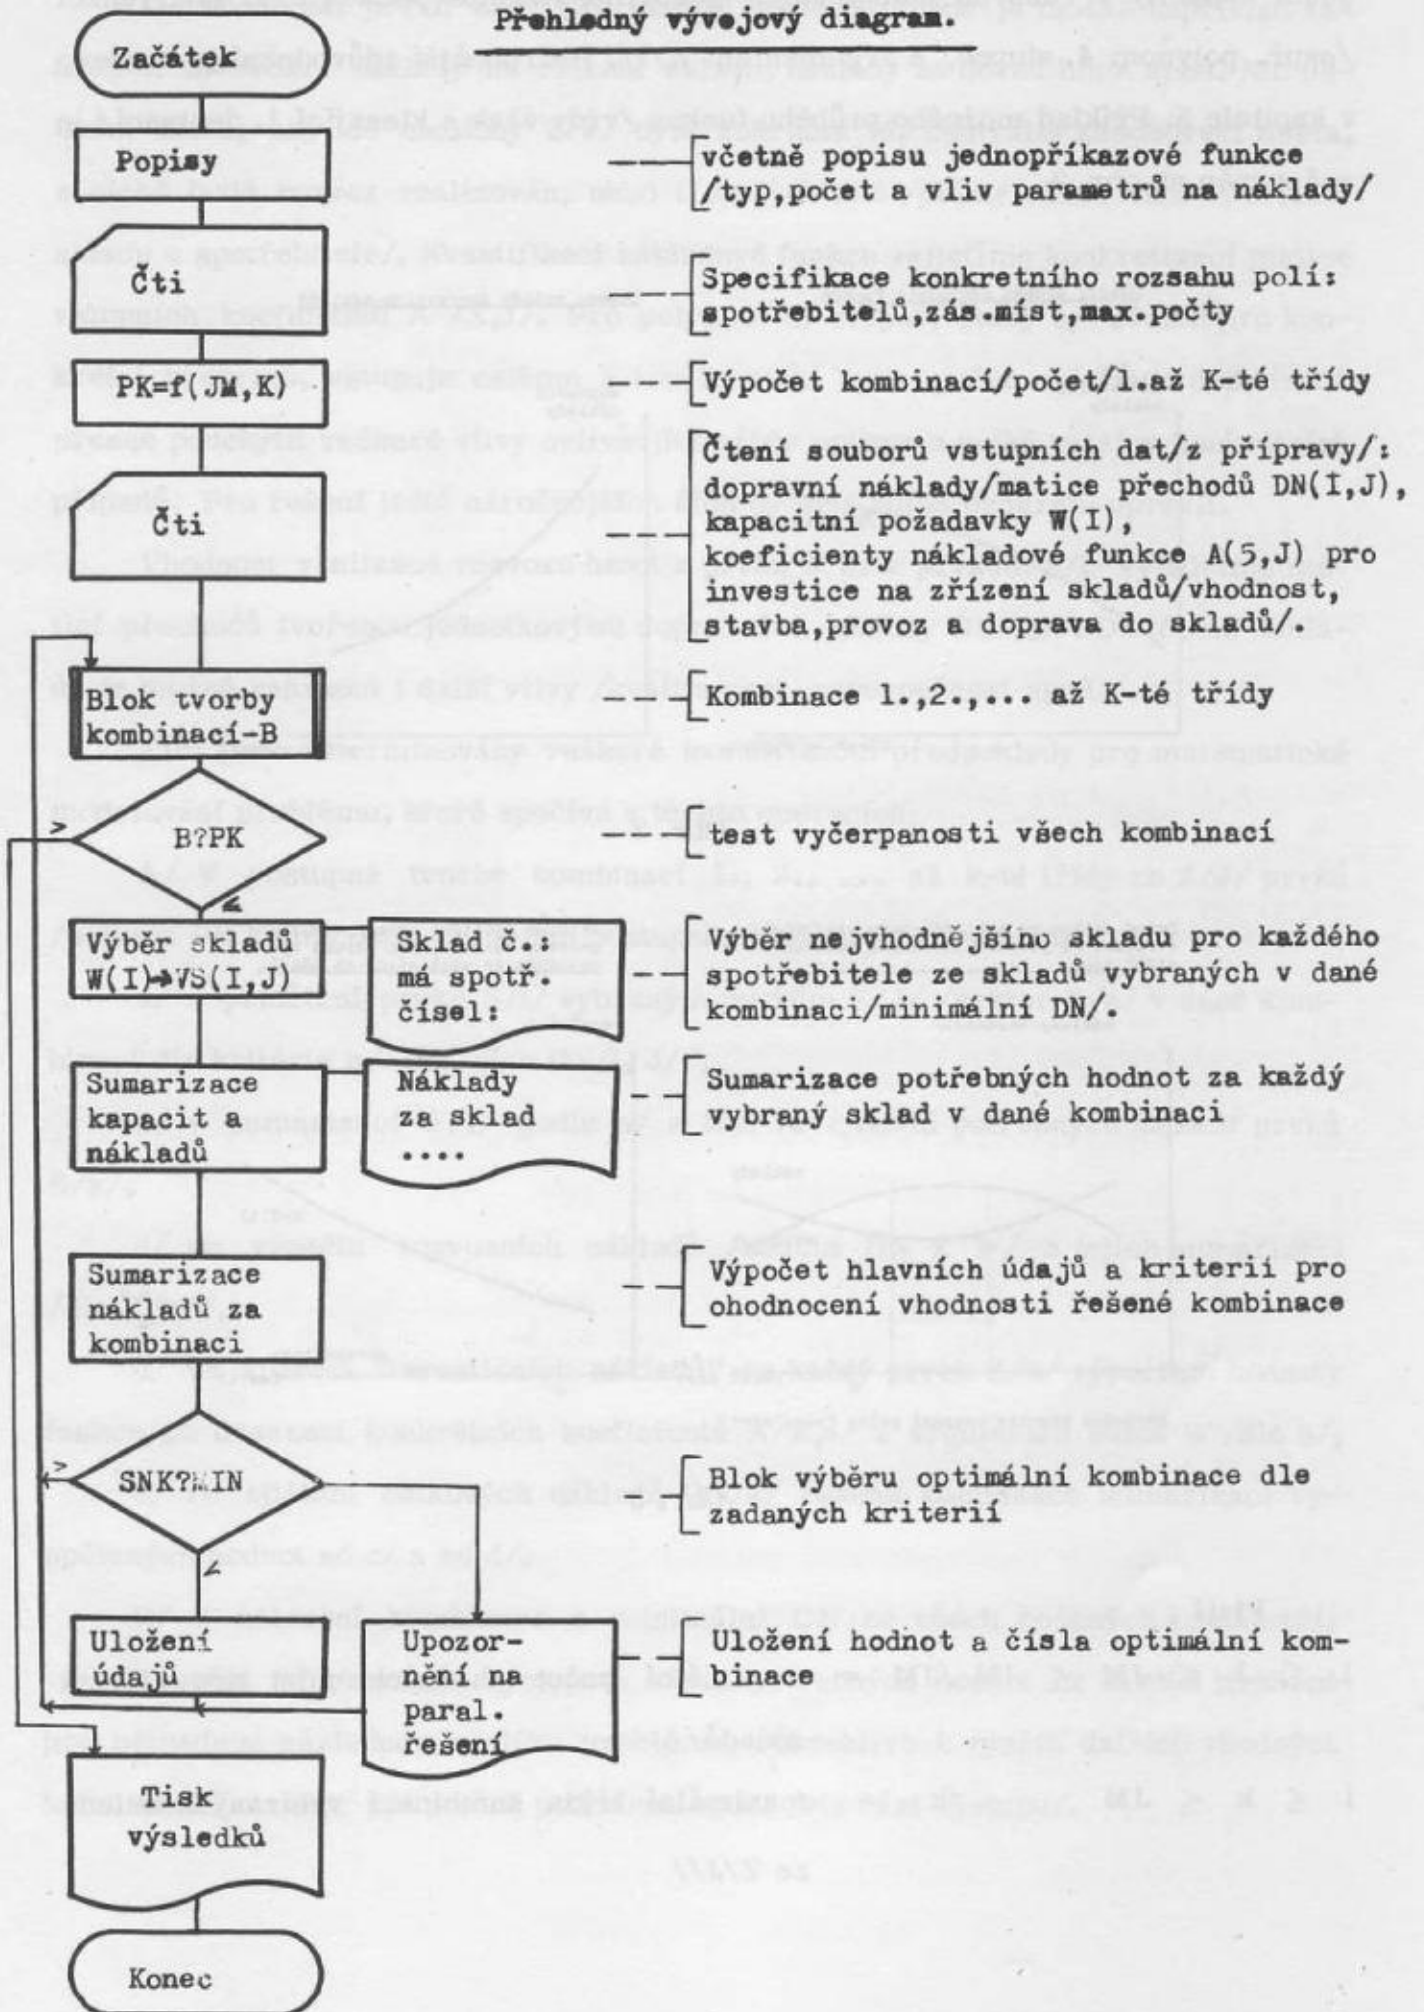 Přehledný vývojový diagram.
Začátek
Popisy
včetně popisu jednopříkazové funkce
/typ,počet a vliv parametrů na náklady/
Čti
Specifikace konkretního rozsahu polí:
spotřebitelů,zás.míst,max.počty
PK=f(JM,K)
Výpočet kombinací/počet/1.až K-té třídy
Čti
Čtení souborů vstupních dat/z přípravy/:
dopravní náklady/matice přechodů DN(I,J),
kapacitní požadavky W(I),
koeficienty nákladové funkce A(5,J) pro
investice na zřízení skladů/vhodnost,
stavba,provoz a doprava do skladů/.
Blok tvorby
kombinací-B
Kombinace 1.,2.,... až K-té třídy
>
B?PK
test vyčerpanosti všech kombinací
≤
Výběr skladů
W(I)→VS(I,J)
Sklad č.:
má spotř.
čísel:
Výběr nejvhodnějšího skladu pro každého
spotřebitele ze skladů vybraných v dané
kombinaci/minimální DN/.
Sumarizace
kapacit a
nákladů
Náklady
za sklad
....
Sumarizace potřebných hodnot za každý
vybraný sklad v dané kombinaci
Sumarizace
nákladů za
kombinaci
Výpočet hlavních údajů a kriterií pro
ohodnocení vhodnosti řešené kombinace
>
SNK?MIN
Blok výběru optimální kombinace dle
zadaných kriterií
≤
Uložení
údajů
Upozor-
nění na
paral.
řešení
Uložení hodnot a čísla optimální kom-
binace
Tisk
výsledků
Konec